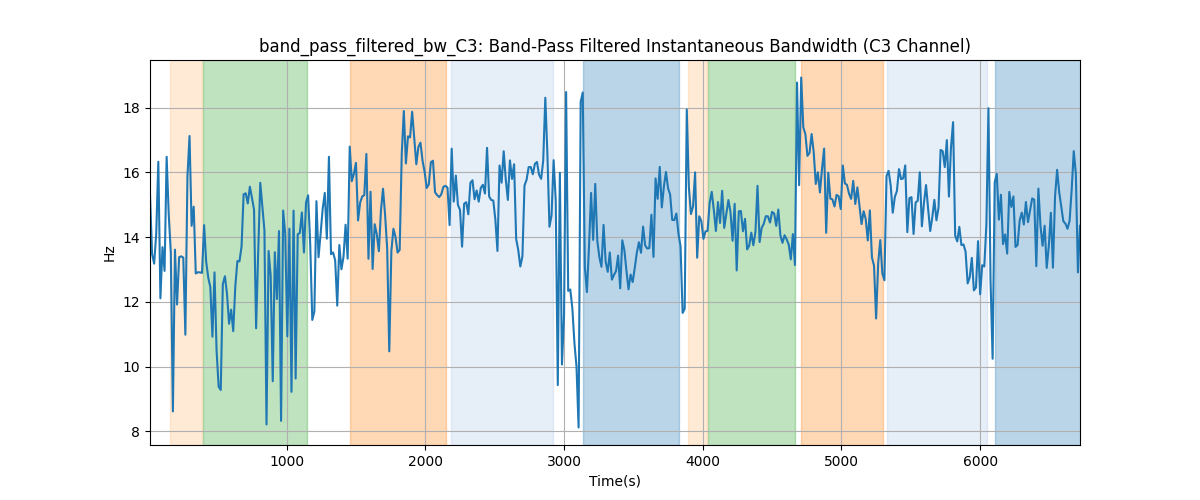 band_pass_filtered_bw_C3: Band-Pass Filtered Instantaneous Bandwidth (C3 Channel)
18
16
14
12
10
8
Hz
1000 2000 3000 4000 5000 6000
Time(s)